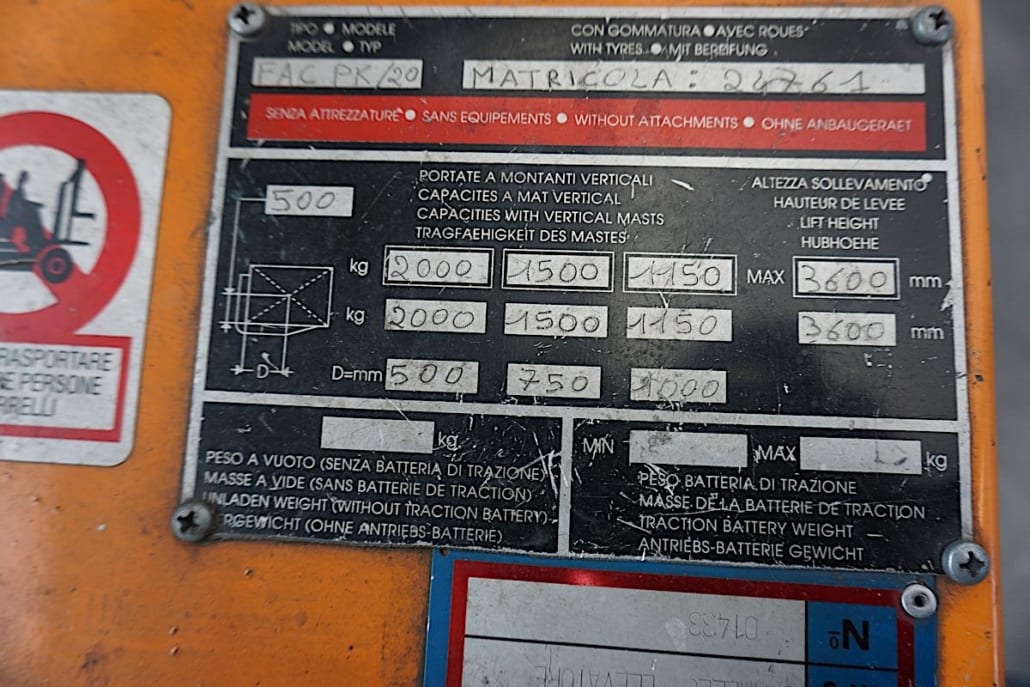 TIPO ● MODELE
MODEL ● TYP
CON GOMMATURA ● AVEC ROUES
WITH TYRES ● MIT BEREIFUNG
FAC PK/20
MATRICOLA: 24761
SENZA ATTREZZATURE ● SANS EQUIPEMENTS ● WITHOUT ATTACHMENTS ● OHNE ANBAUGERAET
500
PORTATE A MONTANTI VERTICALI
CAPACITES A MAT VERTICAL
CAPACITIES WITH VERTICAL MASTS
TRAGFAEHIGKEIT DES MASTES
ALTEZZA SOLLEVAMENTO
HAUTEUR DE LEVEE
LIFT HEIGHT
HUBHOEHE
kg 2000 1500 1150 MAX 3600 mm
kg 2000 1500 1150 3600 mm
D D=mm 500 750 1000
kg
PESO A VUOTO (SENZA BATTERIA DI TRAZIONE)
MASSE A VIDE (SANS BATTERIE DE TRACTION)
UNLADEN WEIGHT (WITHOUT TRACTION BATTERY)
ERGEWICHT (OHNE ANTRIEBS-BATTERIE)
MIN MAX kg
PESO BATTERIA DI TRAZIONE
MASSE DE LA BATTERIE DE TRACTION
TRACTION BATTERY WEIGHT
ANTRIEBS-BATTERIE GEWICHT
RASPORTARE
NE PERSONE
RRELLI
01433
N°